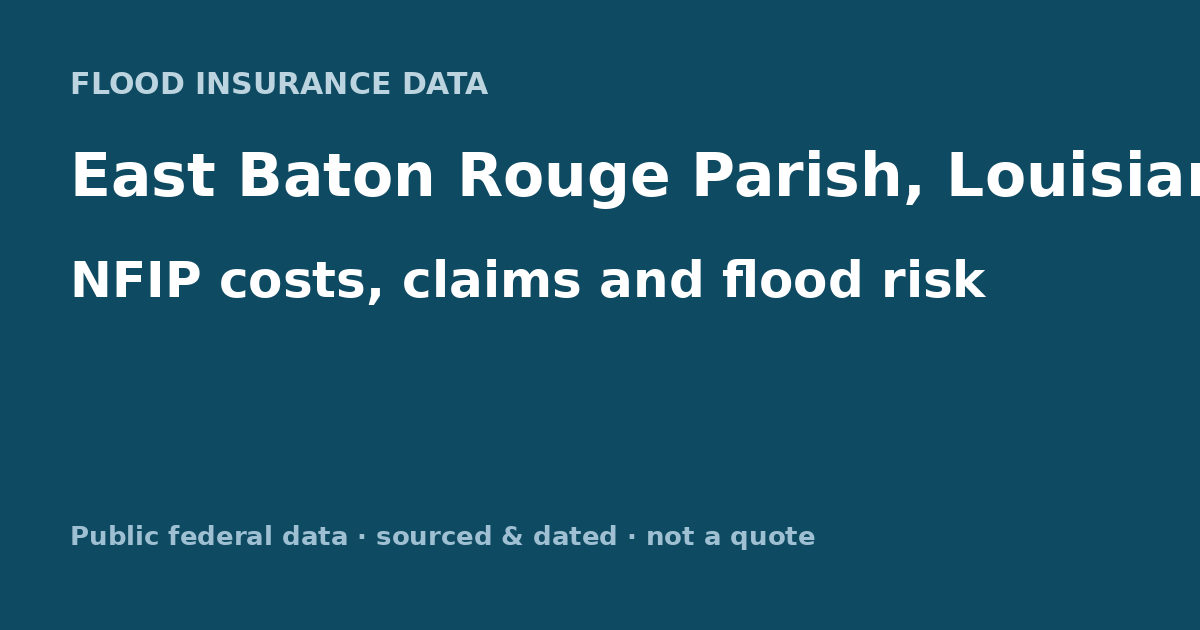 FLOOD INSURANCE DATA
East Baton Rouge Parish, Louisia
NFIP costs, claims and flood risk
Public federal data · sourced & dated · not a quote